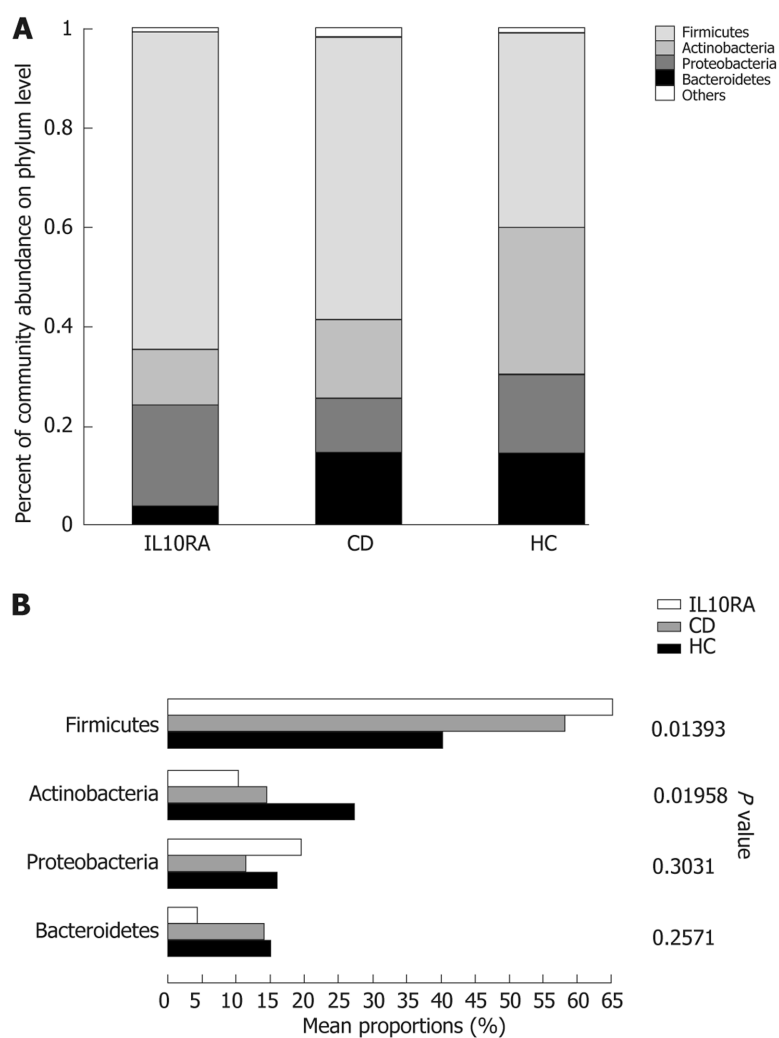 A
Percent of community abundance on phylum level
1
0.8
0.6
0.4
0.2
0
IL10RA
CD
HC
Firmicutes
Actinobacteria
Proteobacteria
Bacteroidetes
Others
B
IL10RA
CD
HC
Firmicutes
Actinobacteria
Proteobacteria
Bacteroidetes
0.01393
0.01958
0.3031
0.2571
P value
0 5 10 15 20 25 30 35 40 45 50 55 60 65
Mean proportions (%)